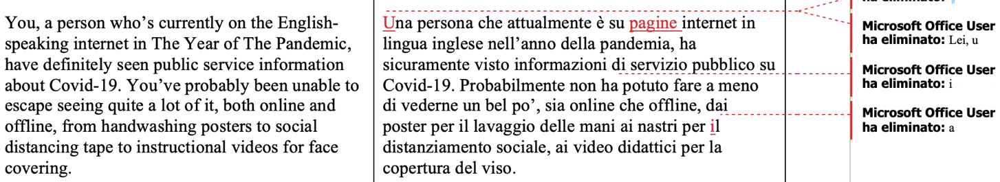 You, a person who’s currently on the English-
speaking internet in The Year of The Pandemic,
have definitely seen public service information
about Covid-19. You’ve probably been unable to
escape seeing quite a lot of it, both online and
offline, from handwashing posters to social
distancing tape to instructional videos for face
covering.
Una persona che attualmente è su pagine internet in
lingua inglese nell’anno della pandemia, ha
sicuramente visto informazioni di servizio pubblico su
Covid-19. Probabilmente non ha potuto fare a meno
di vederne un bel po’, sia online che offline, dai
poster per il lavaggio delle mani ai nastri per il
distanziamento sociale, ai video didattici per la
copertura del viso.
ha eliminato: ¶
Microsoft Office User
ha eliminato: Lei, u
Microsoft Office User
ha eliminato: i
Microsoft Office User
ha eliminato: a